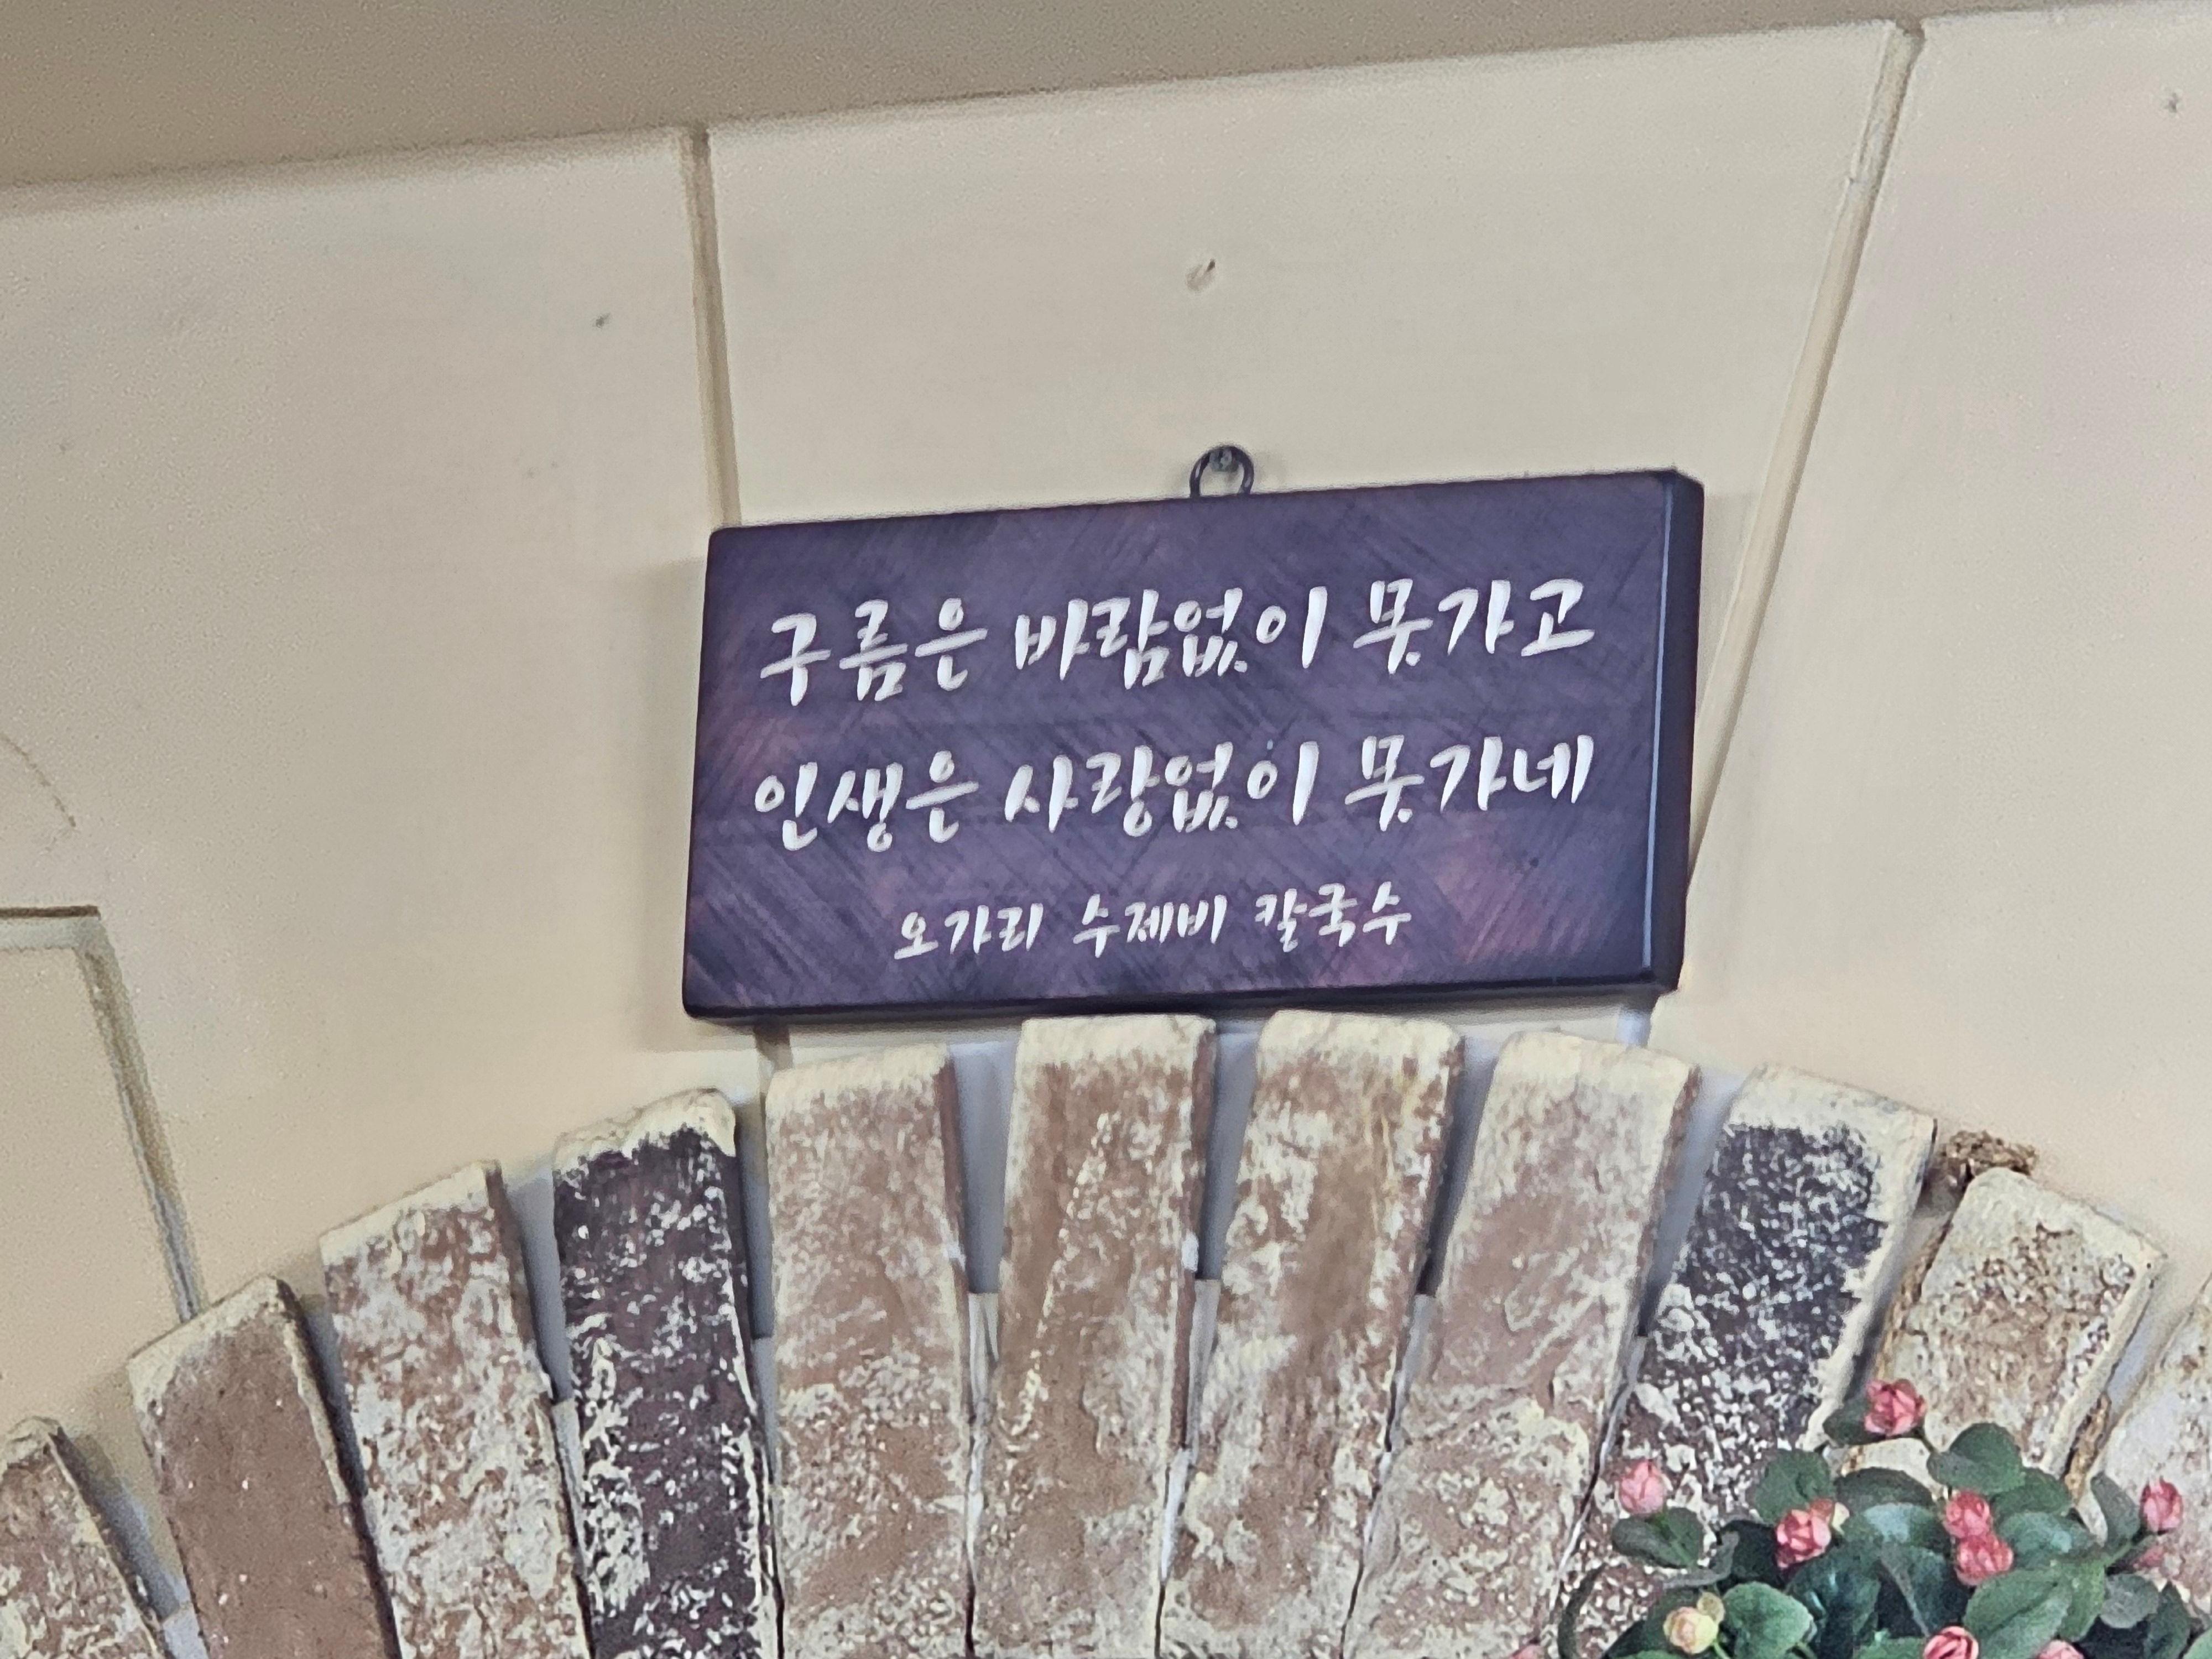 구름은 바람없이 못가고
인생은 사랑없이 못가네
오가리 수제비 칼국수